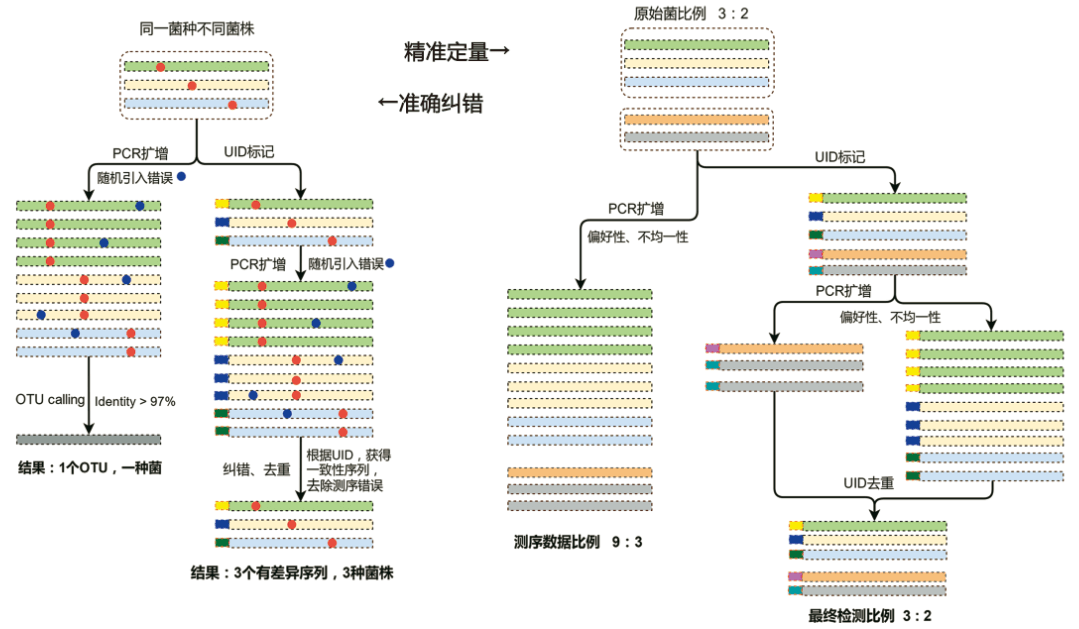 同一菌种不同菌株
PCR扩增
UID标记
随机引入错误
PCR扩增
随机引入错误
OTU calling
Identity > 97%
结果：1个OTU，一种菌
纠错、去重
根据UID，获得
一致性序列，
去除测序错误
结果：3个有差异序列，3种菌株
精准定量→
←准确纠错
原始菌比例 3：2
UID标记
PCR扩增
偏好性、不均一性
PCR扩增
偏好性、不均一性
测序数据比例 9：3
UID去重
最终检测比例 3：2